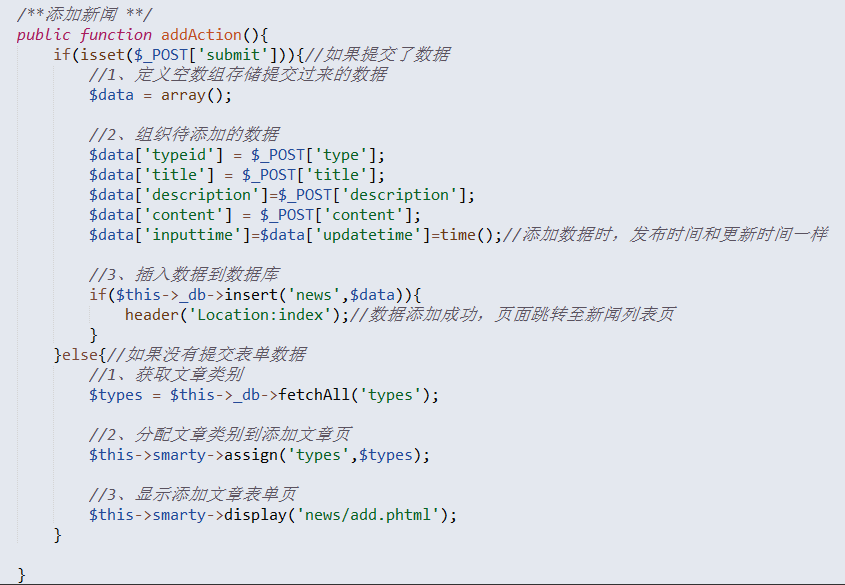 /**添加新闻 **/
public function addAction(){
if(isset($_POST['submit'])){//如果提交了数据
//1、定义空数组存储提交过来的数据
$data = array();
//2、组织待添加的数据
$data['typeid'] = $_POST['type'];
$data['title'] = $_POST['title'];
$data['description']=$_POST['description'];
$data['content'] = $_POST['content'];
$data['inputtime']=$data['updatetime']=time();//添加数据时，发布时间和更新时间一样
//3、插入数据到数据库
if($this->_db->insert('news',$data)){
header('Location:index');//数据添加成功，页面跳转至新闻列表页
}
}else{//如果没有提交表单数据
//1、获取文章类别
$types = $this->_db->fetchAll('types');
//2、分配文章类别到添加文章页
$this->smarty->assign('types',$types);
//3、显示添加文章表单页
$this->smarty->display('news/add.phtml');
}
}